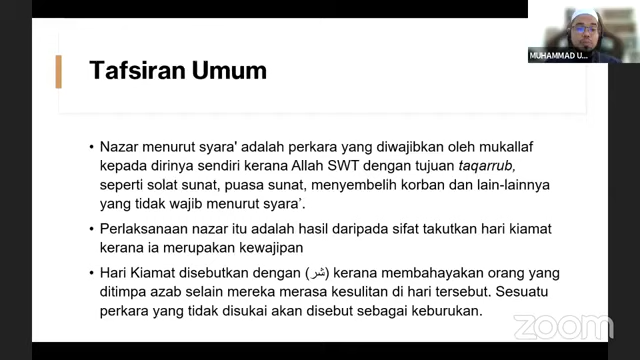 MUHAMMAD U...
Tafsiran Umum
• Nazar menurut syara' adalah perkara yang diwajibkan oleh mukallaf
kepada dirinya sendiri kerana Allah SWT dengan tujuan taqarrub,
seperti solat sunat, puasa sunat, menyembelih korban dan lain-lainnya
yang tidak wajib menurut syara’.
• Perlaksanaan nazar itu adalah hasil daripada sifat takutkan hari kiamat
kerana ia merupakan kewajipan
• Hari Kiamat disebutkan dengan (شر) kerana membahayakan orang yang
ditimpa azab selain mereka merasa kesulitan di hari tersebut. Sesuatu
perkara yang tidak disukai akan disebut sebagai keburukan.
zoom